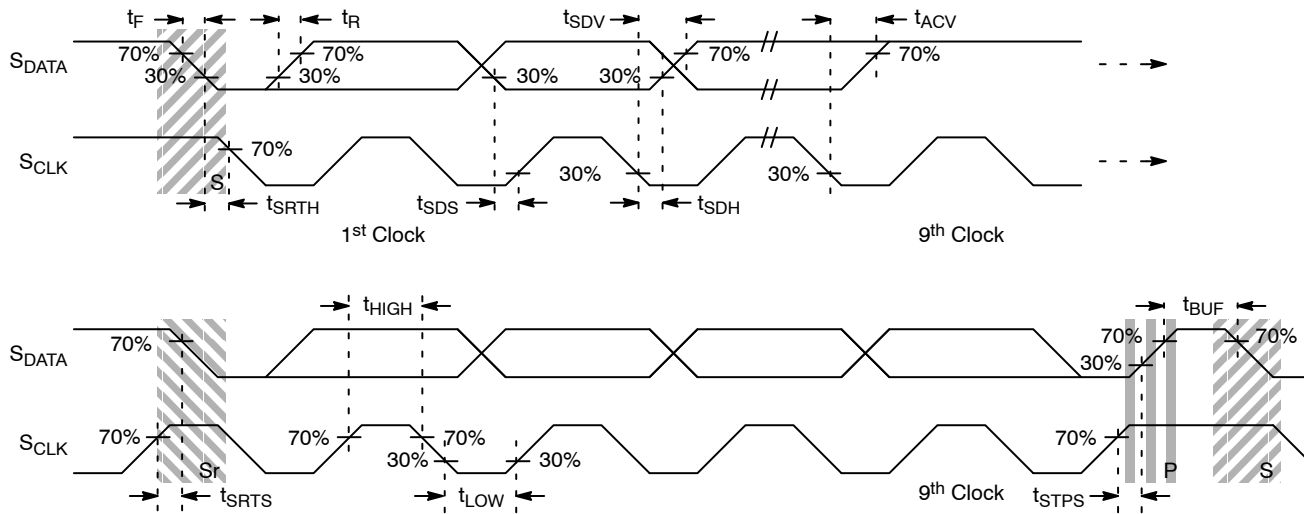 tF tR tSDV tACV
SDATA 70% 30% 70% 30% 30% 30% 70% 70%
SCLK S 70% 30% 30%
tSRTH tSDS tSDH
1st Clock 9th Clock
tHIGH tBUF
SDATA 70% 70% 30% 70%
SCLK 70% Sr 70% 70% 30% 30% 70% P S
tSRTS tLOW 9th Clock tSTPS